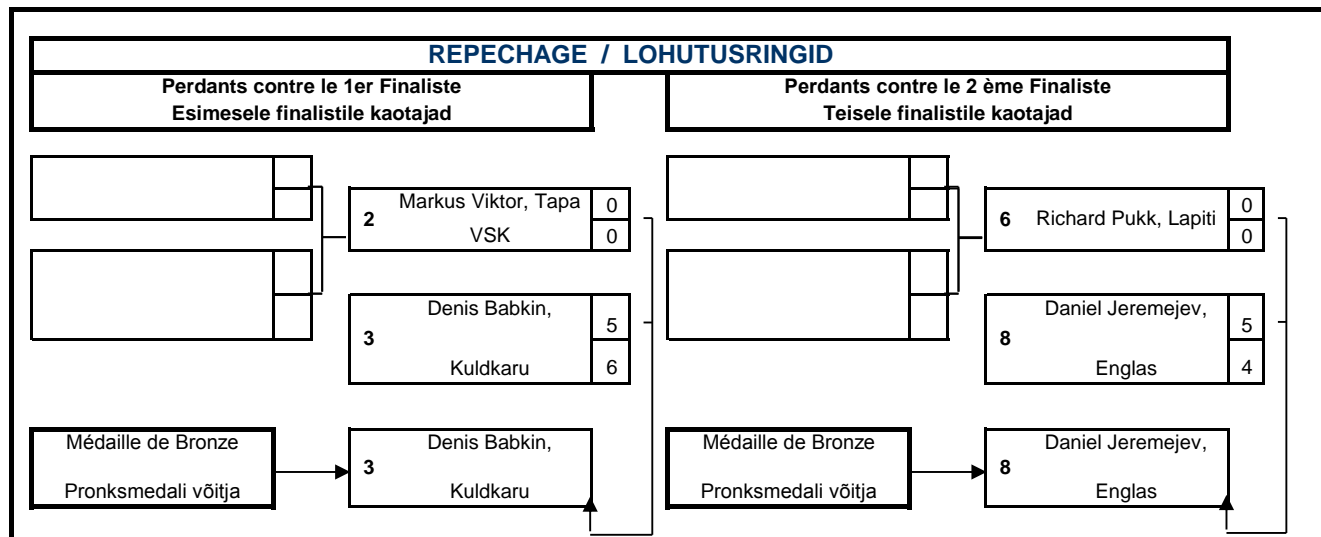 REPECHAGE / LOHUTUSRINGID
Perdants contre le 1er Finaliste
Esimesele finalistile kaotajad
Perdants contre le 2 ème Finaliste
Teisele finalistile kaotajad
2 Markus Viktor, Tapa VSK 0 0
6 Richard Pukk, Lapiti 0 0
3 Denis Babkin, Kuldkaru 5 6
8 Daniel Jeremejev, Englas 5 4
Médaille de Bronze
Pronksmedali võitja
3 Denis Babkin,
Kuldkaru
Médaille de Bronze
Pronksmedali võitja
8 Daniel Jeremejev,
Englas